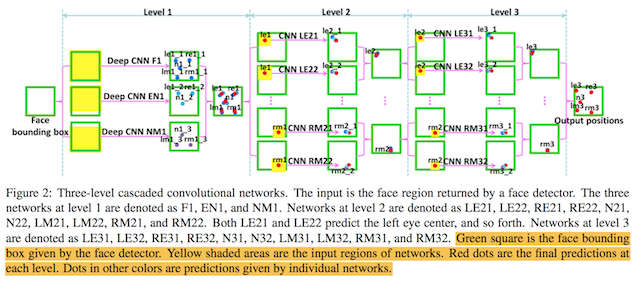 Level 1
Level 2
Level 3
Face
bounding box
Deep CNN F1
Deep CNN EN1
Deep CNN NM1
le1_1 re1_1
n1_1
lm1_1 rm1_1
le1_2 re1_2
n1_2
n1_3
lm1_3 rm1_3
le1 re1
n1
lm1 rm1
le1
CNN LE21
le2_1
le1
CNN LE22
le2_2
le2
rm1
CNN RM21
rm2_1
rm1
CNN RM22
rm2_2
rm2
le2
CNN LE31
le3_1
le2
CNN LE32
le3_2
le3
rm2
CNN RM31
rm3_1
rm2
CNN RM32
rm3_2
rm3
le3 re3
n3
lm3 rm3
Output positions
Figure 2: Three-level cascaded convolutional networks. The input is the face region returned by a face detector. The three
networks at level 1 are denoted as F1, EN1, and NM1. Networks at level 2 are denoted as LE21, LE22, RE21, RE22, N21,
N22, LM21, LM22, RM21, and RM22. Both LE21 and LE22 predict the left eye center, and so forth. Networks at level 3
are denoted as LE31, LE32, RE31, RE32, N31, N32, LM31, LM32, RM31, and RM32. Green square is the face bounding
box given by the face detector. Yellow shaded areas are the input regions of networks. Red dots are the final predictions at
each level. Dots in other colors are predictions given by individual networks.